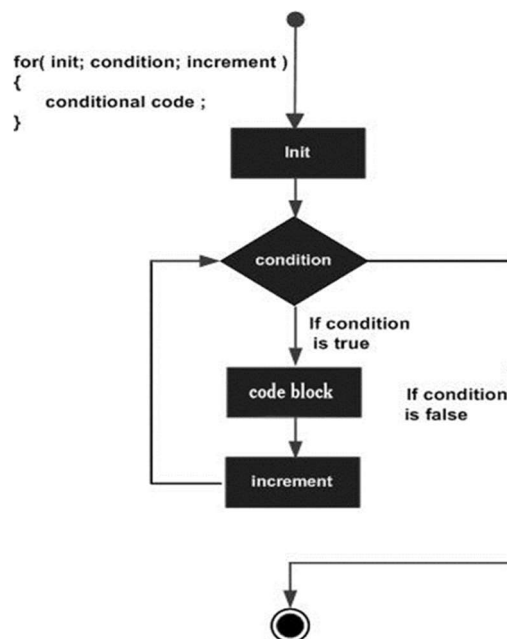 for( init; condition; increment )
{
conditional code ;
}
Init
condition
If condition
is true
code block
If condition
is false
increment